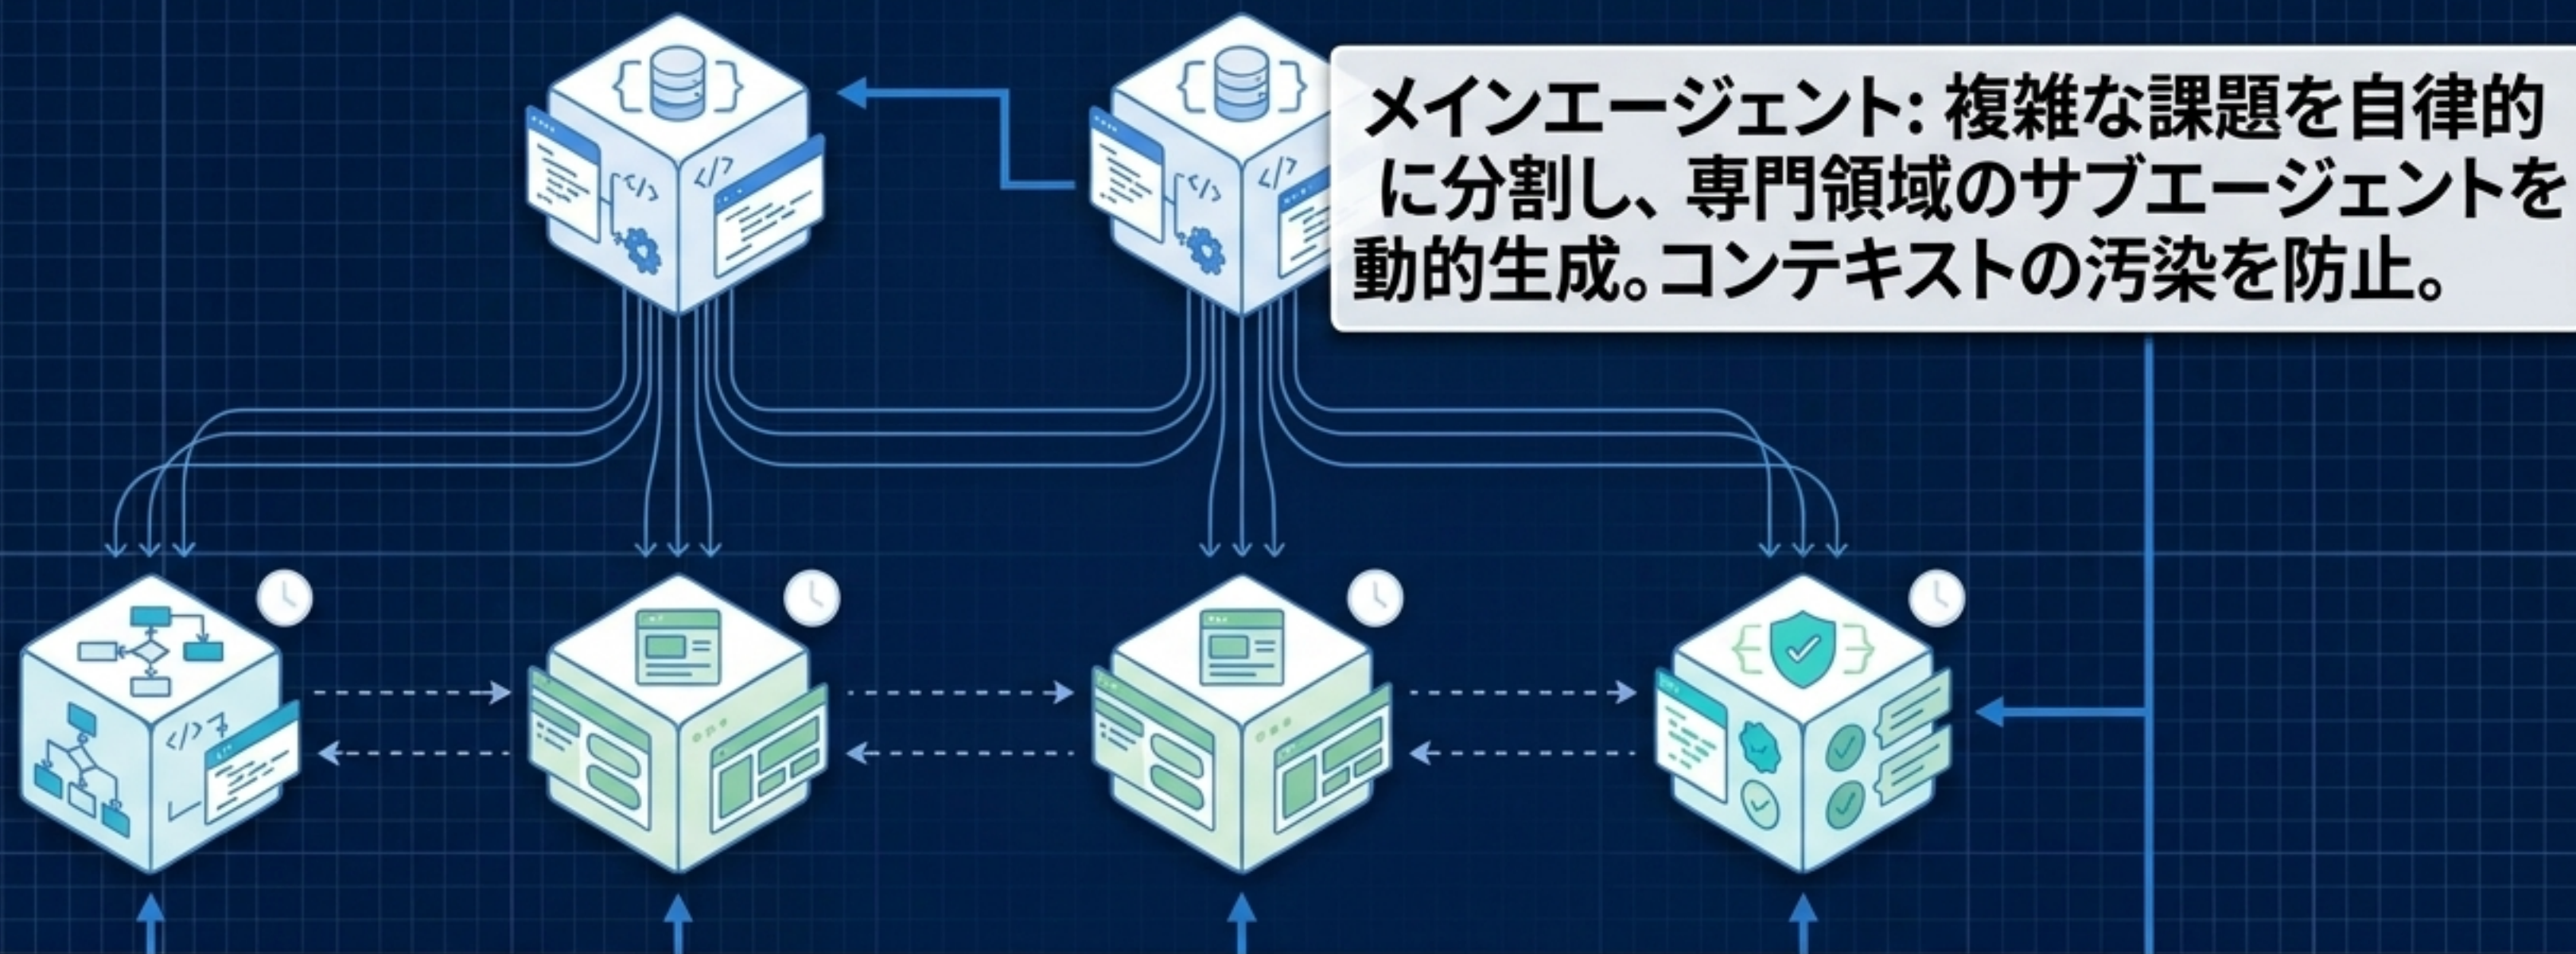 メインエージェント: 複雑な課題を自律的
に分割し、専門領域のサブエージェントを
動的生成。コンテキストの汚染を防止。